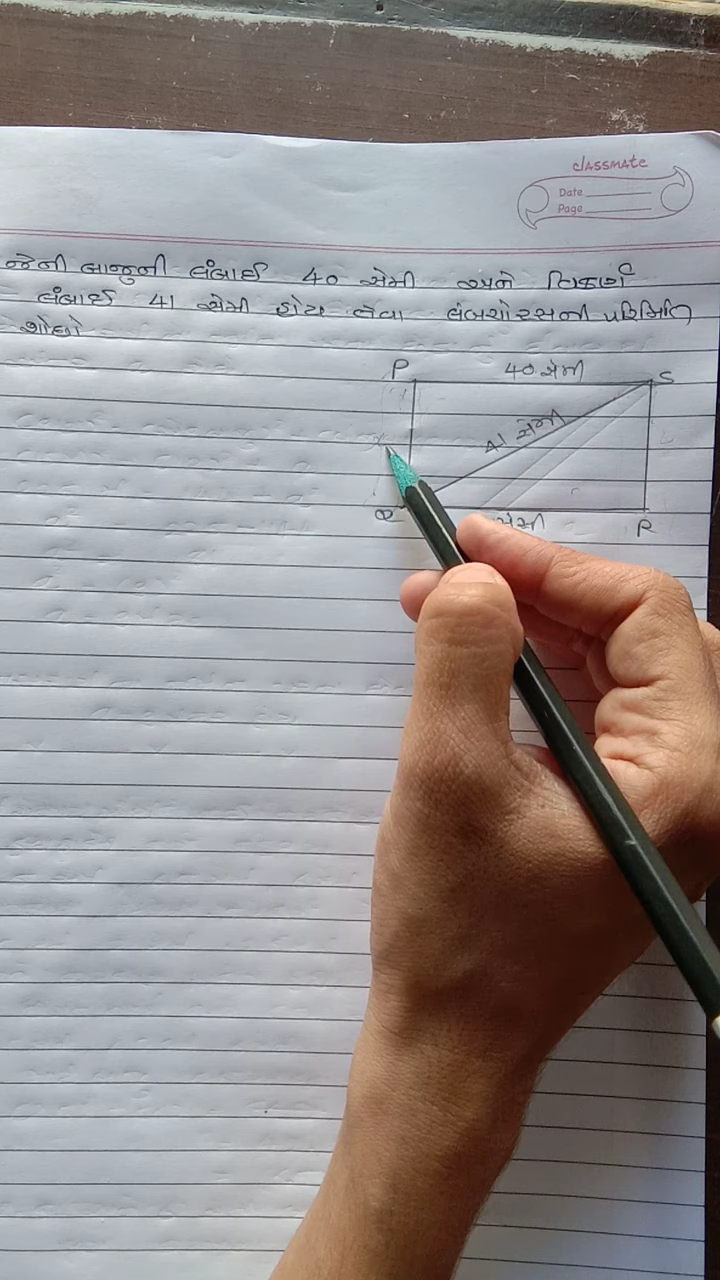 classmate
Date
Page
જેની બાજુની લંબાઈ 40 સેમી અને વિકર્ણ
લંબાઈ 41 સેમી હોય તેવા લંબચોરસની પરિમિતિ
શોધો
P 40 સેમી S
41 સેમી
Q સેમી R